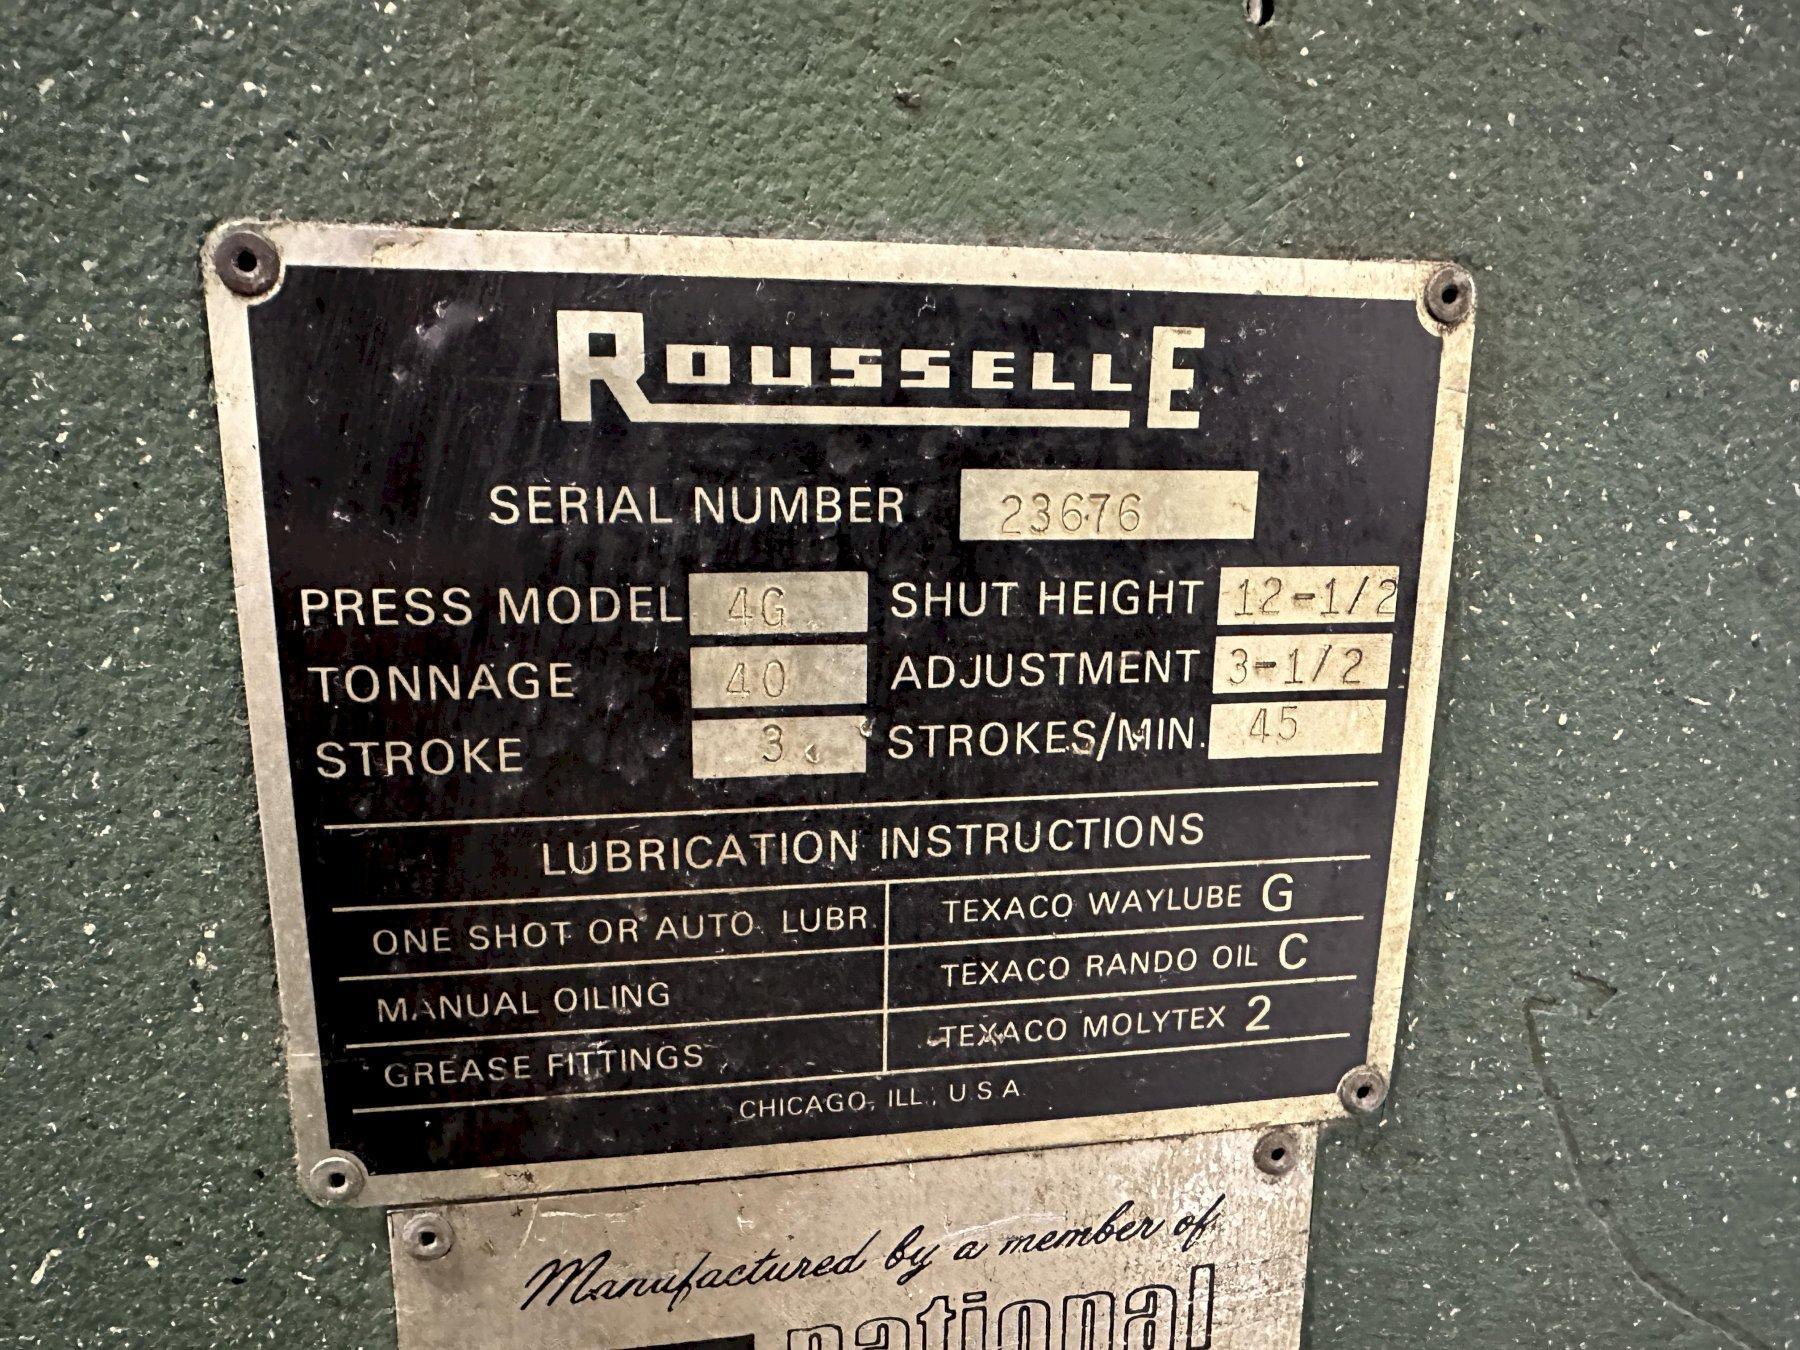 ROUSSELLE
SERIAL NUMBER 23676
PRESS MODEL 4G SHUT HEIGHT 12-1/2
TONNAGE 40 ADJUSTMENT 3-1/2
STROKE 3 STROKES/MIN. 45
LUBRICATION INSTRUCTIONS
ONE SHOT OR AUTO. LUBR. TEXACO WAYLUBE G
MANUAL OILING TEXACO RANDO OIL C
GREASE FITTINGS TEXACO MOLYTEX 2
CHICAGO, ILL., U.S.A.
Manufactured by a member of
national